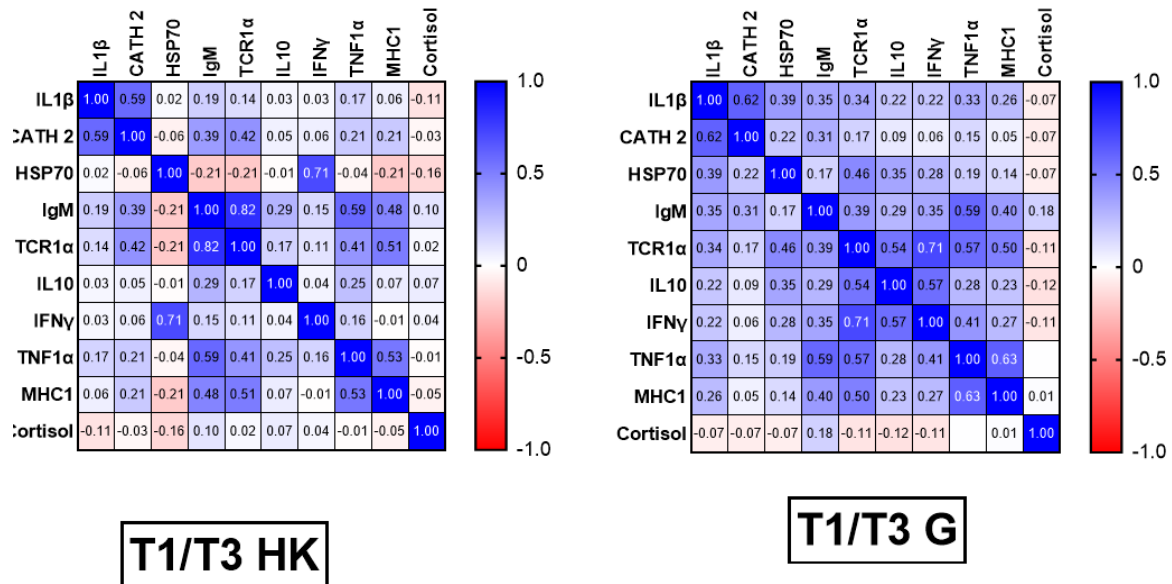 IL1β CATH 2 HSP70 IgM TCR1α IL10 IFNγ TNF1α MHC1 Cortisol
IL1β 1.00 0.59 0.02 0.19 0.14 0.03 0.03 0.17 0.06 -0.11
CATH 2 0.59 1.00 -0.06 0.39 0.42 0.05 0.06 0.21 0.21 -0.03
HSP70 0.02 -0.06 1.00 -0.21 -0.21 -0.01 0.71 -0.04 -0.21 -0.16
IgM 0.19 0.39 -0.21 1.00 0.82 0.29 0.15 0.59 0.48 0.10
TCR1α 0.14 0.42 -0.21 0.82 1.00 0.17 0.11 0.41 0.51 0.02
IL10 0.03 0.05 -0.01 0.29 0.17 1.00 0.04 0.25 0.07 0.07
IFNγ 0.03 0.06 0.71 0.15 0.11 0.04 1.00 0.16 -0.01 0.04
TNF1α 0.17 0.21 -0.04 0.59 0.41 0.25 0.16 1.00 0.53 -0.01
MHC1 0.06 0.21 -0.21 0.48 0.51 0.07 -0.01 0.53 1.00 -0.05
Cortisol -0.11 -0.03 -0.16 0.10 0.02 0.07 0.04 -0.01 -0.05 1.00
1.0
0.5
0
-0.5
-1.0
T1/T3 HK
IL1β CATH 2 HSP70 IgM TCR1α IL10 IFNγ TNF1α MHC1 Cortisol
IL1β 1.00 0.62 0.39 0.35 0.34 0.22 0.22 0.33 0.26 -0.07
CATH 2 0.62 1.00 0.22 0.31 0.17 0.09 0.06 0.15 0.05 -0.07
HSP70 0.39 0.22 1.00 0.17 0.46 0.35 0.28 0.19 0.14 -0.07
IgM 0.35 0.31 0.17 1.00 0.39 0.29 0.35 0.59 0.40 0.18
TCR1α 0.34 0.17 0.46 0.39 1.00 0.54 0.71 0.57 0.50 -0.11
IL10 0.22 0.09 0.35 0.29 0.54 1.00 0.57 0.28 0.23 -0.12
IFNγ 0.22 0.06 0.28 0.35 0.71 0.57 1.00 0.41 0.27 -0.11
TNF1α 0.33 0.15 0.19 0.59 0.57 0.28 0.41 1.00 0.63
MHC1 0.26 0.05 0.14 0.40 0.50 0.23 0.27 0.63 1.00 0.01
Cortisol -0.07 -0.07 -0.07 0.18 -0.11 -0.12 -0.11 0.01 1.00
1.0
0.5
0
-0.5
-1.0
T1/T3 G